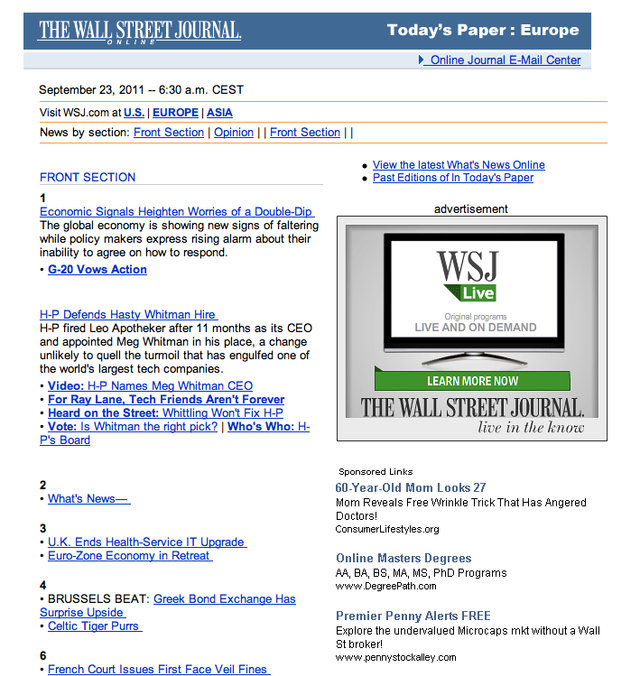 THE WALL STREET JOURNAL.
ONLINE
Today's Paper : Europe
Online Journal E-Mail Center
September 23, 2011 -- 6:30 a.m. CEST
Visit WSJ.com at U.S. | EUROPE | ASIA
News by section: Front Section | Opinion | | Front Section | |
FRONT SECTION
1
Economic Signals Heighten Worries of a Double-Dip
The global economy is showing new signs of faltering
while policy makers express rising alarm about their
inability to agree on how to respond.
• G-20 Vows Action
H-P Defends Hasty Whitman Hire
H-P fired Leo Apotheker after 11 months as its CEO
and appointed Meg Whitman in his place, a change
unlikely to quell the turmoil that has engulfed one of
the world's largest tech companies.
• Video: H-P Names Meg Whitman CEO
• For Ray Lane, Tech Friends Aren't Forever
• Heard on the Street: Whittling Won't Fix H-P
• Vote: Is Whitman the right pick? | Who's Who: H-
P's Board
2
• What's News—
3
• U.K. Ends Health-Service IT Upgrade
• Euro-Zone Economy in Retreat
4
• BRUSSELS BEAT: Greek Bond Exchange Has
Surprise Upside
• Celtic Tiger Purrs
6
• French Court Issues First Face Veil Fines
• View the latest What's News Online
• Past Editions of In Today's Paper
advertisement
WSJ
Live
Original programs
LIVE AND ON DEMAND
LEARN MORE NOW
THE WALL STREET JOURNAL.
live in the know
Sponsored Links
60-Year-Old Mom Looks 27
Mom Reveals Free Wrinkle Trick That Has Angered
Doctors!
ConsumerLifestyles.org
Online Masters Degrees
AA, BA, BS, MA, MS, PhD Programs
www.DegreePath.com
Premier Penny Alerts FREE
Explore the undervalued Microcaps mkt without a Wall
St broker!
www.pennystockalley.com